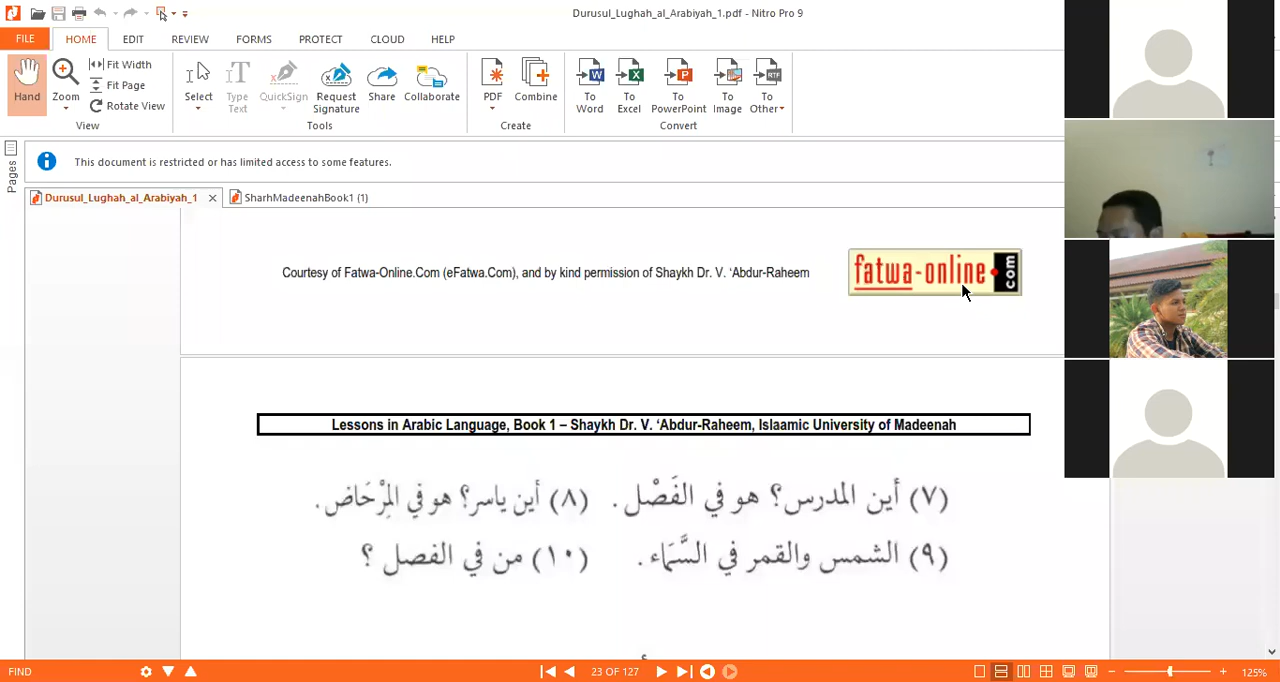 Durusul_Lughah_al_Arabiyah_1.pdf - Nitro Pro 9
FILE HOME EDIT REVIEW FORMS PROTECT CLOUD HELP
Hand
Zoom
Fit Width
Fit Page
Rotate View
View
Select
Type Text
QuickSign
Request Signature
Share
Collaborate
Tools
PDF
Combine
Create
To Word
To Excel
To PowerPoint
To Image
To Other
Convert
Pages
This document is restricted or has limited access to some features.
Durusul_Lughah_al_Arabiyah_1
SharhMadeenahBook1 (1)
Courtesy of Fatwa-Online.Com (eFatwa.Com), and by kind permission of Shaykh Dr. V. ‘Abdur-Raheem
fatwa-online.com
Lessons in Arabic Language, Book 1 – Shaykh Dr. V. ‘Abdur-Raheem, Islaamic University of Madeenah
(٧) أين المدرس؟ هو في الفَصْل . (٨) أين ياسر؟ هو في المِرْحَاض .
(٩) الشمس والقمر في السَّمَاء . (١٠) من في الفصل ؟
FIND
23 OF 127
125%